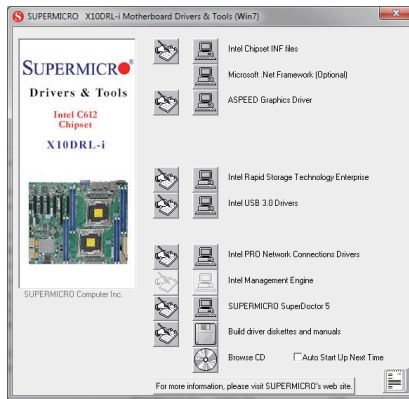 SUPERMICRO X10DRL-i Motherboard Drivers & Tools (Win7)
SUPERMICRO
Drivers & Tools
Intel C612
Chipset
X10DRL-i
SUPERMICRO Computer Inc.
Intel Chipset INF files
Microsoft .Net Framework (Optional)
ASPEED Graphics Driver
Intel Rapid Storage Technology Enterprise
Intel USB 3.0 Drivers
Intel PRO Network Connections Drivers
Intel Management Engine
SUPERMICRO SuperDoctor 5
Build driver diskettes and manuals
Browse CD
Auto Start Up Next Time
For more information, please visit SUPERMICRO's web site.